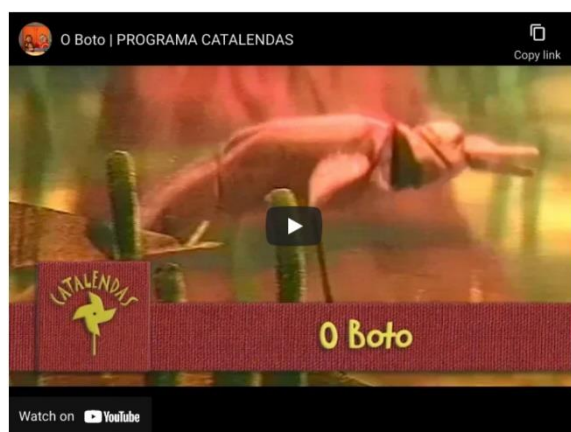 O Boto | PROGRAMA CATALENDAS
Copy link
CATALENDAS
O Boto
Watch on YouTube